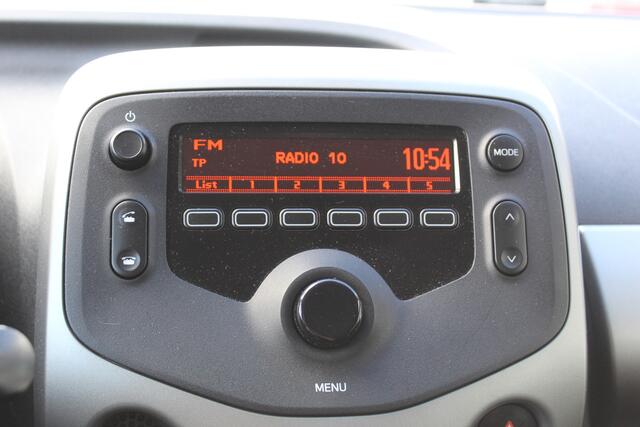 FM
TP RADIO 10 10:54
List 1 2 3 4 5
MODE
MENU